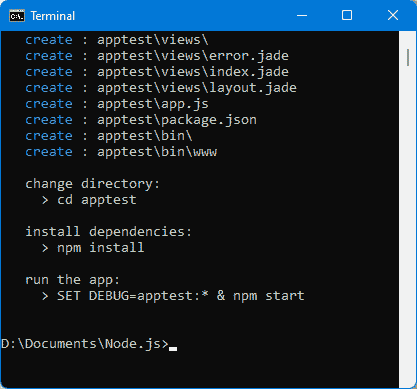 Terminal
create : apptest\views\
create : apptest\views\error.jade
create : apptest\views\index.jade
create : apptest\views\layout.jade
create : apptest\app.js
create : apptest\package.json
create : apptest\bin\
create : apptest\bin\www
change directory:
> cd apptest
install dependencies:
> npm install
run the app:
> SET DEBUG=apptest:* & npm start
D:\Documents\Node.js>